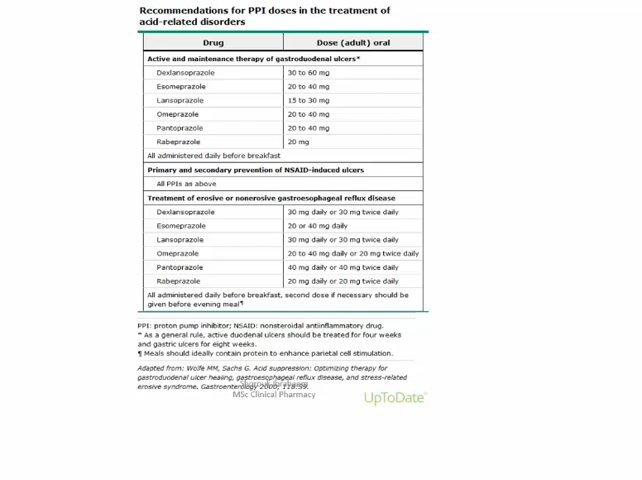 Recommendations for PPI doses in the treatment of
acid-related disorders
Drug Dose (adult) oral
Active and maintenance therapy of gastroduodenal ulcers*
Dexlansoprazole 30 to 60 mg
Esomeprazole 20 to 40 mg
Lansoprazole 15 to 30 mg
Omeprazole 20 to 40 mg
Pantoprazole 20 to 40 mg
Rabeprazole 20 mg
All administered daily before breakfast
Primary and secondary prevention of NSAID-induced ulcers
All PPIs as above
Treatment of erosive or nonerosive gastroesophageal reflux disease
Dexlansoprazole 30 mg daily or 30 mg twice daily
Esomeprazole 20 or 40 mg daily
Lansoprazole 30 mg daily or 30 mg twice daily
Omeprazole 20 to 40 mg daily or 20 mg twice daily
Pantoprazole 40 mg daily or 40 mg twice daily
Rabeprazole 20 mg daily or 20 mg twice daily
All administered daily before breakfast, second dose if necessary should be
given before evening meal¶
PPI: proton pump inhibitor; NSAID: nonsteroidal antiinflammatory drug.
* As a general rule, active duodenal ulcers should be treated for four weeks
and gastric ulcers for eight weeks.
¶ Meals should ideally contain protein to enhance parietal cell stimulation.
Adapted from: Wolfe MM, Sachs G. Acid suppression: Optimizing therapy for
gastroduodenal ulcer healing, gastroesophageal reflux disease, and stress-related
erosive syndrome. Gastroenterology 2000; 118:S9.
MSc Clinical Pharmacy
UpToDate®